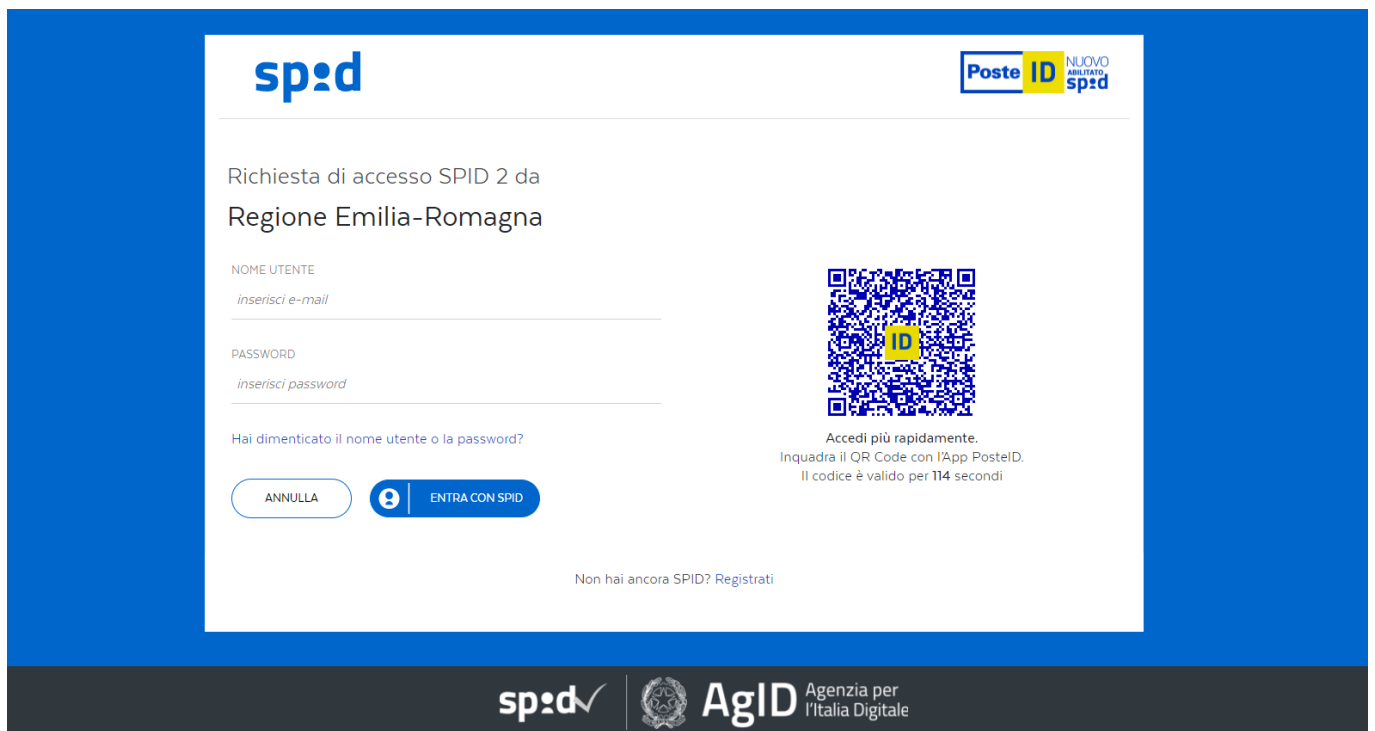 spid
Poste ID NUOVO ABILITATO spid
Richiesta di accesso SPID 2 da
Regione Emilia-Romagna
NOME UTENTE
inserisci e-mail
PASSWORD
inserisci password
Hai dimenticato il nome utente o la password?
ANNULLA
ENTRA CON SPID
ID
Accedi più rapidamente.
Inquadra il QR Code con l'App PosteID.
Il codice è valido per 114 secondi
Non hai ancora SPID? Registrati
spid
AgID Agenzia per
l'Italia Digitale